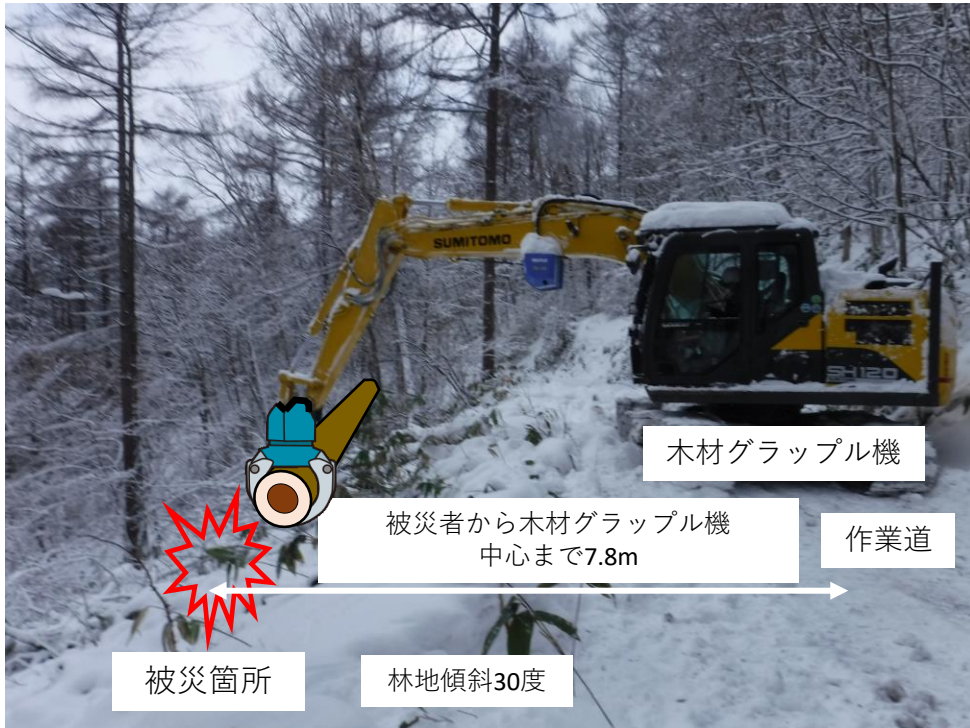 SUMITOMO
SH120
木材グラップル機
被災者から木材グラップル機
中心まで7.8m
作業道
被災箇所
林地傾斜30度